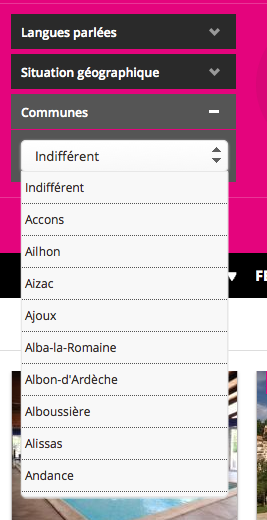 Langues parlées
Situation géographique
Communes
Indifférent
Indifférent
Accons
Ailhon
Aizac
Ajoux
Alba-la-Romaine
Albon-d'Ardèche
Alboussière
Alissas
Andance